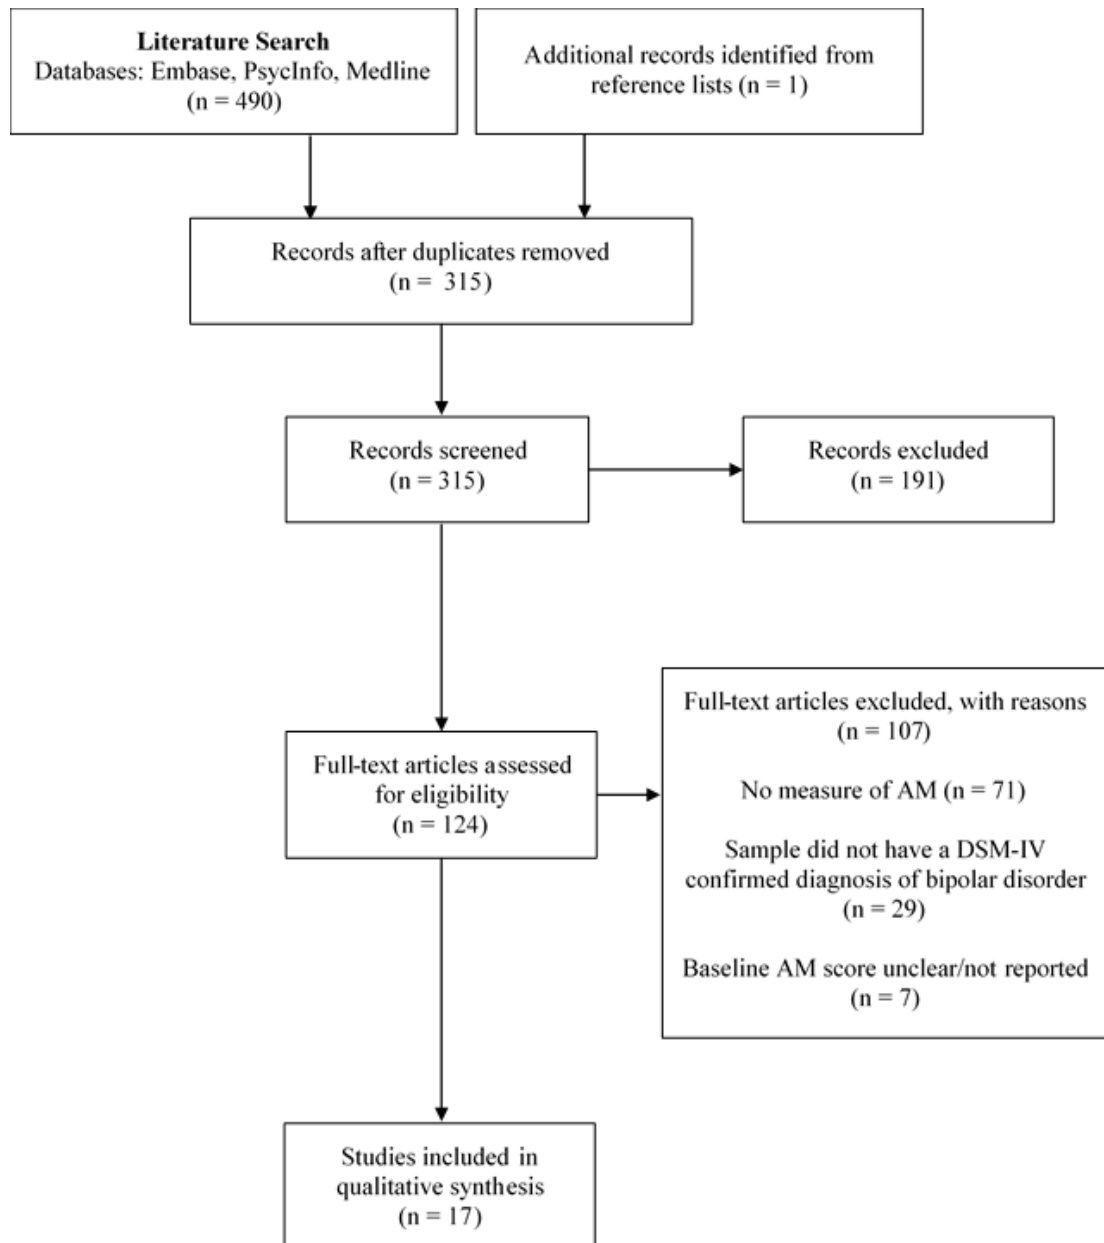 Literature Search
Databases: Embase, PsycInfo, Medline
(n = 490)
Additional records identified from
reference lists (n = 1)
Records after duplicates removed
(n =  315)
Records screened
(n = 315)
Records excluded
(n = 191)
Full-text articles assessed
for eligibility
(n = 124)
Full-text articles excluded, with reasons
(n = 107)
No measure of AM (n = 71)
Sample did not have a DSM-IV
confirmed diagnosis of bipolar disorder
(n = 29)
Baseline AM score unclear/not reported
(n = 7)
Studies included in
qualitative synthesis
(n = 17)